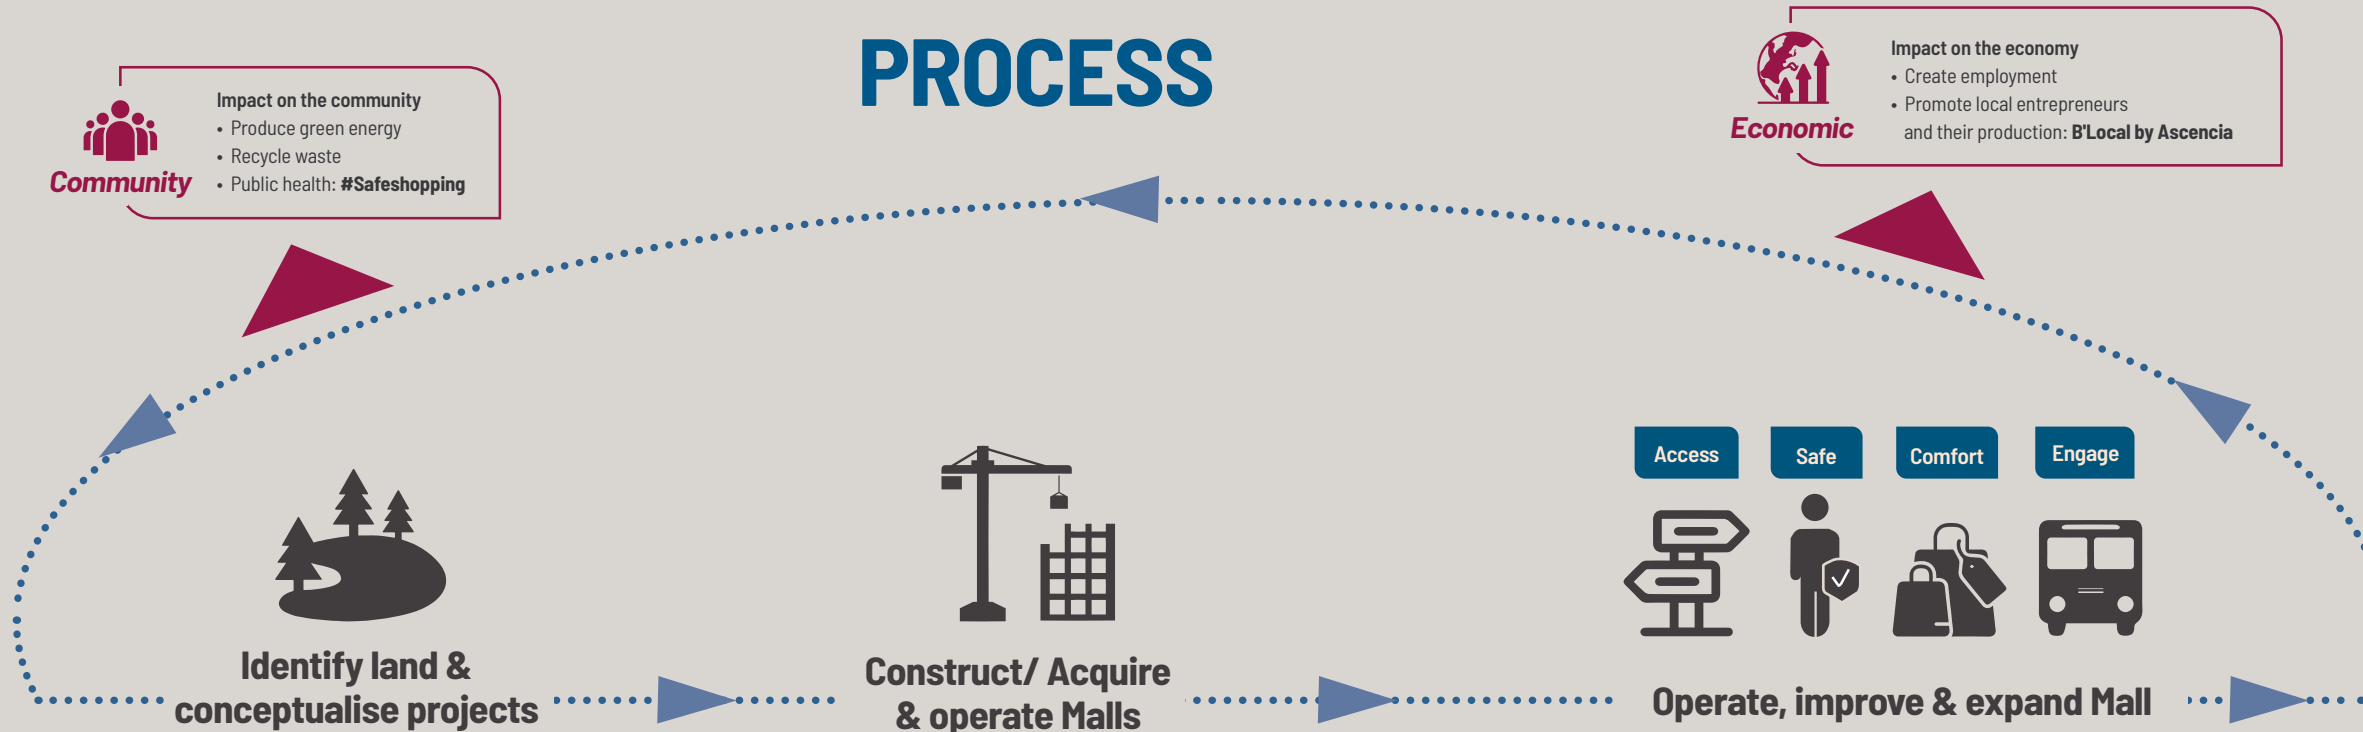 PROCESS
Community
Impact on the community
• Produce green energy
• Recycle waste
• Public health: #Safeshopping
Economic
Impact on the economy
• Create employment
• Promote local entrepreneurs
and their production: B'Local by Ascencia
Identify land &
conceptualise projects
Construct/ Acquire
& operate Malls
Access
Safe
Comfort
Engage
Operate, improve & expand Mall